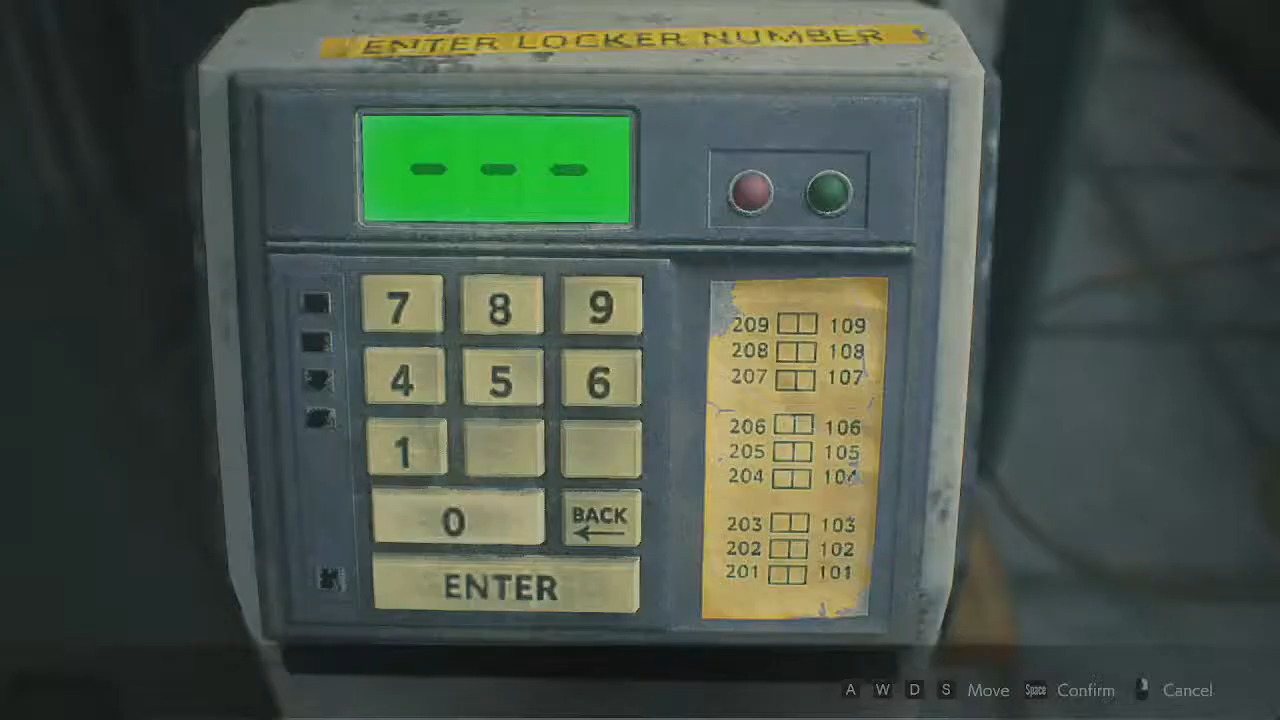 ENTER LOCKER NUMBER
- - -
7 8 9
4 5 6
1
0 BACK
ENTER
209 109
208 108
207 107
206 106
205 105
204 104
203 103
202 102
201 101
A W D S Move Space Confirm Cancel